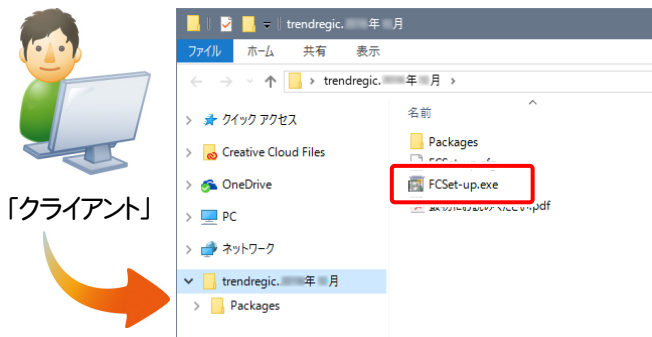 trendregic. 年 月
ファイル ホーム 共有 表示
trendregic. 年 月
名前
クイック アクセス
Creative Cloud Files
OneDrive
PC
ネットワーク
trendregic. 年 月
Packages
Packages
FCSet-up.exe
.pdf
「クライアント」